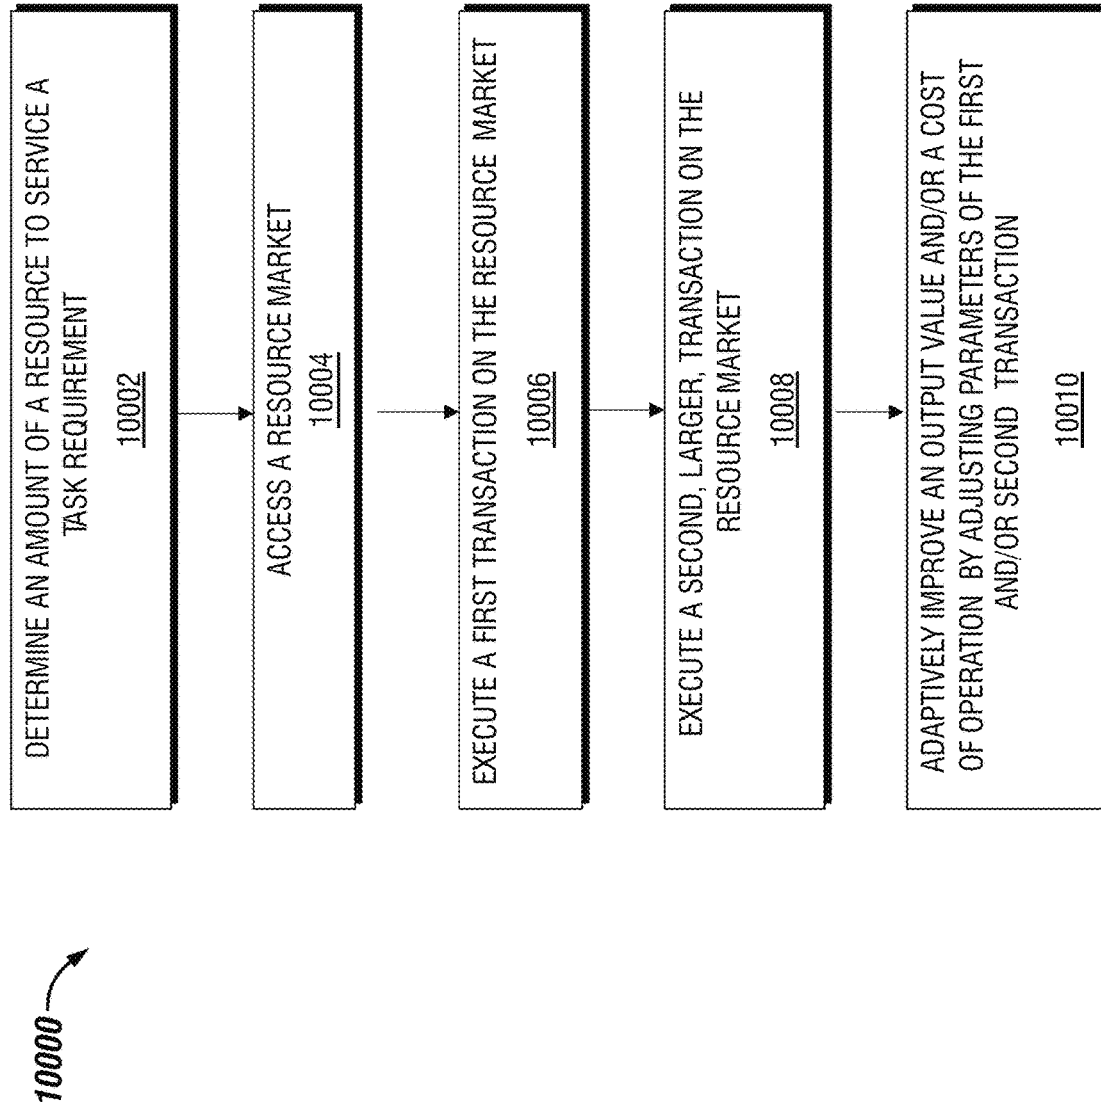 DETERMINE AN AMOUNT OF A RESOURCE TO SERVICE A
TASK REQUIREMENT
10002
ACCESS A RESOURCE MARKET
10004
EXECUTE A FIRST TRANSACTION ON THE RESOURCE MARKET
10006
EXECUTE A SECOND, LARGER, TRANSACTION ON THE
RESOURCE MARKET
10008
ADAPTIVELY IMPROVE AN OUTPUT VALUE AND/OR A COST
OF OPERATION BY ADJUSTING PARAMETERS OF THE FIRST
AND/OR SECOND TRANSACTION
10010
10000